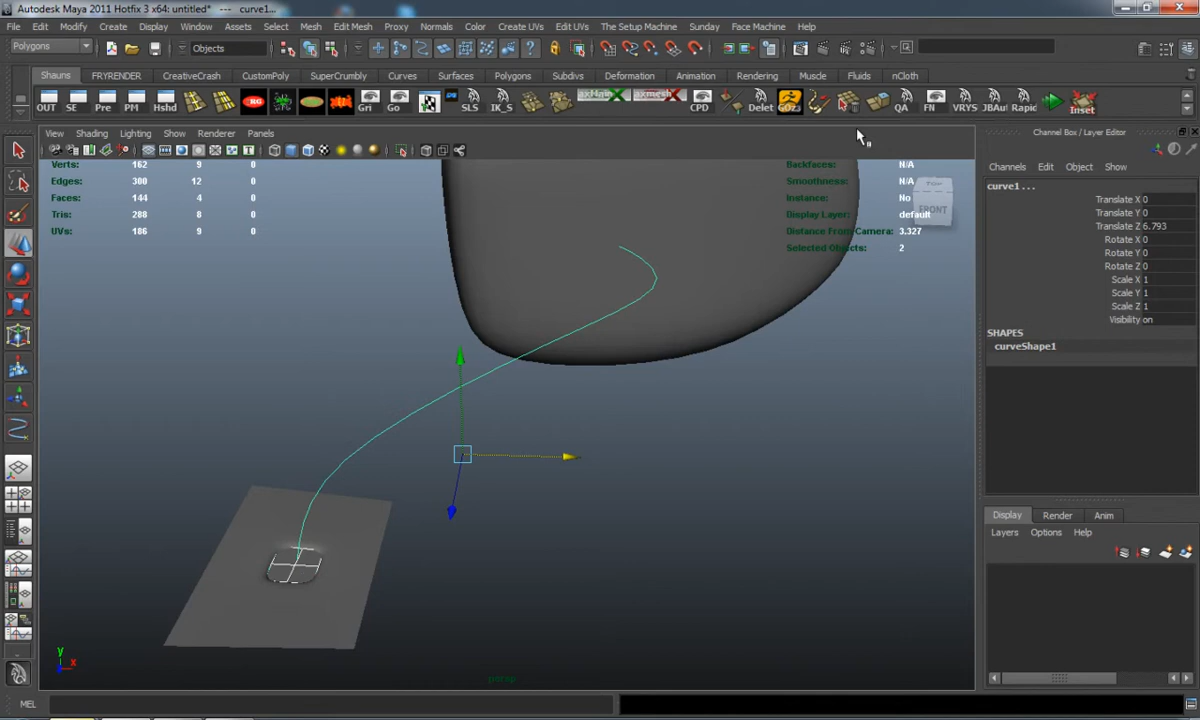 Autodesk Maya 2011 Hotfix 3 x64: untitled* --- curve1...
File Edit Modify Create Display Window Assets Select Mesh Edit Mesh Proxy Normals Color Create UVs Edit UVs The Setup Machine Sunday Face Machine Help
Polygons Objects
Shauns FRYRENDER CreativeCrash CustomPoly SuperCrumbly Curves Surfaces Polygons Subdivs Deformation Animation Rendering Muscle Fluids nCloth
OUT SE Pre PM Hshd Gri Go SLS IK_S CPD Delet GOz QA FN VRYS JBAu Rapic Inset
View Shading Lighting Show Renderer Panels
Channel Box / Layer Editor
Channels Edit Object Show
Verts: 162 9 0
Edges: 300 12 0
Faces: 144 4 0
Tris: 288 8 0
UVs: 186 9 0
Backfaces: N/A
Smoothness: N/A
Instance: No
Display Layer: default
Distance From Camera: 3.327
Selected Objects: 2
TOP
FRONT
curve1 ...
Translate X 0
Translate Y 0
Translate Z 6.793
Rotate X 0
Rotate Y 0
Rotate Z 0
Scale X 1
Scale Y 1
Scale Z 1
Visibility on
SHAPES
curveShape1
Display Render Anim
Layers Options Help
y
x
persp
MEL